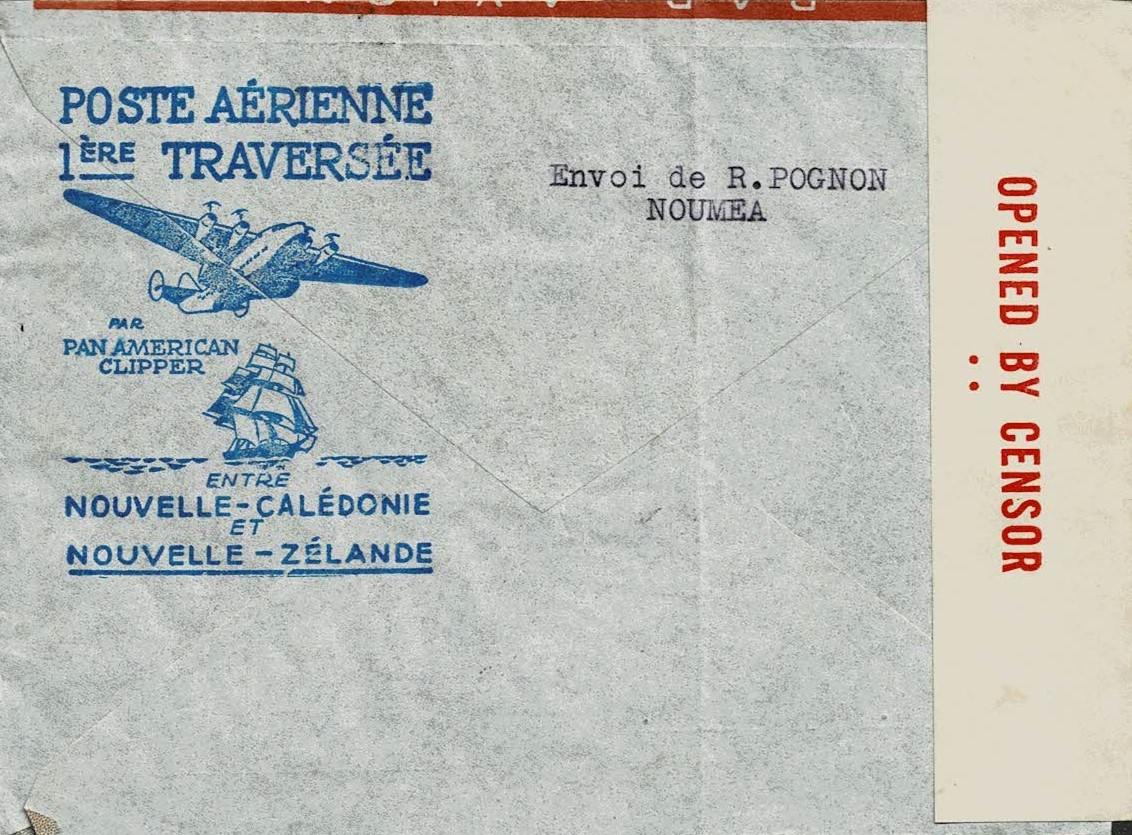 POSTE AÉRIENNE
1ÈRE TRAVERSÉE
PAR
PAN AMERICAN
CLIPPER
ENTRE
NOUVELLE-CALÉDONIE
ET
NOUVELLE-ZÉLANDE
Envoi de R.POGNON
NOUMEA
OPENED BY CENSOR